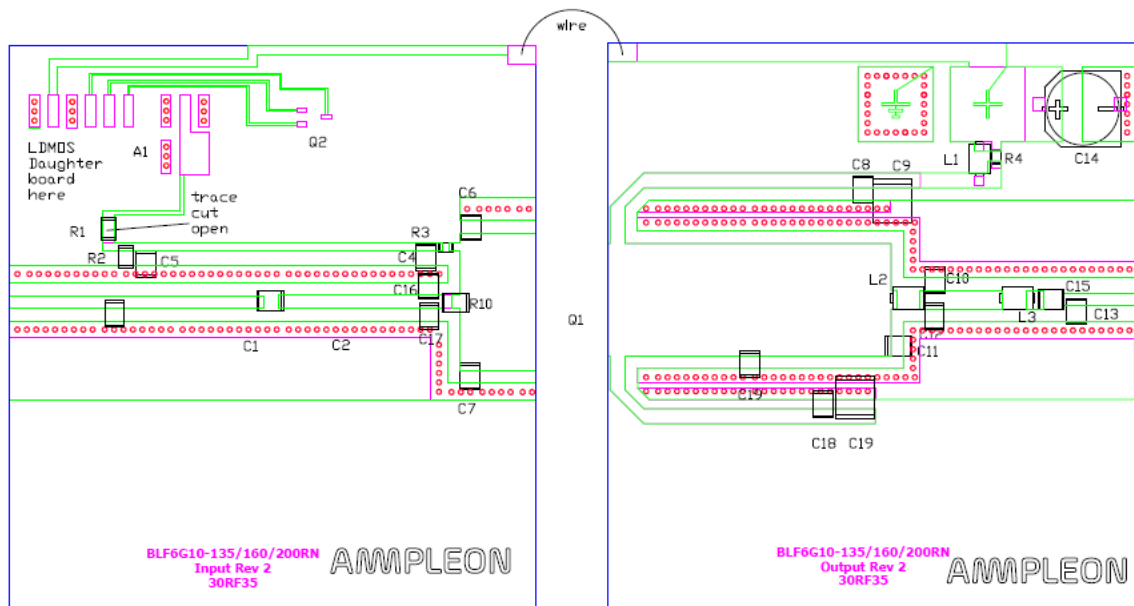 wire
Q2
A1
LDMOS
Daughter
board
here
trace
cut
open
R1
R2
C5
C6
R3
C4
C16
R10
C17
C1
C2
C7
BLF6G10-135/160/200RN
Input Rev 2
30RF35
AMPLEON
Q1
L1
R4
C14
C8
C9
L2
C10
L3
C15
C13
C11
C19
C18
C19
BLF6G10-135/160/200RN
Output Rev 2
30RF35
AMPLEON